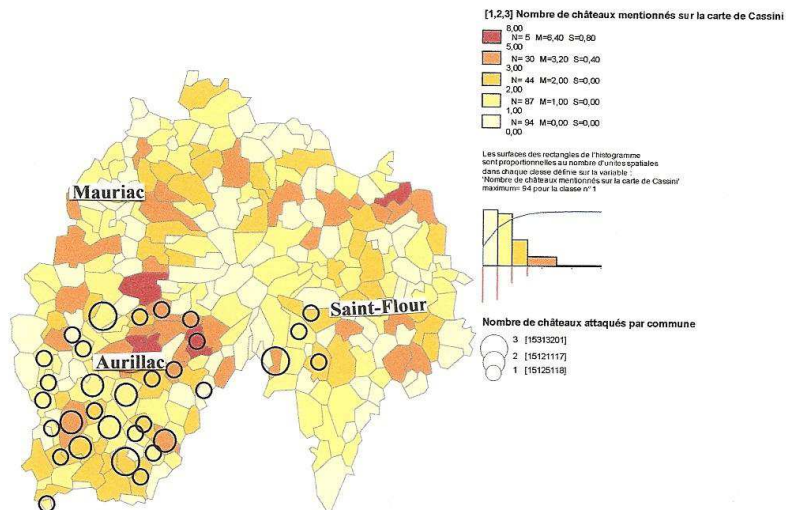 [1,2,3] Nombre de châteaux mentionnés sur la carte de Cassini
8,00
N= 5 M=6,40 S=0,80
5,00
N= 30 M=3,20 S=0,40
3,00
N= 44 M=2,00 S=0,00
2,00
N= 87 M=1,00 S=0,00
1,00
N= 94 M=0,00 S=0,00
0,00
Les surfaces des rectangles de l'histogramme
sont proportionnelles au nombre d'unites spatiales
dans chaque classe définie sur la variable :
'Nombre de châteaux mentionnés sur la carte de Cassini'
maximum= 94 pour la classe n° 1
Mauriac
Saint-Flour
Aurillac
Nombre de châteaux attaqués par commune
3 [15313201]
2 [15121117]
1 [15125118]